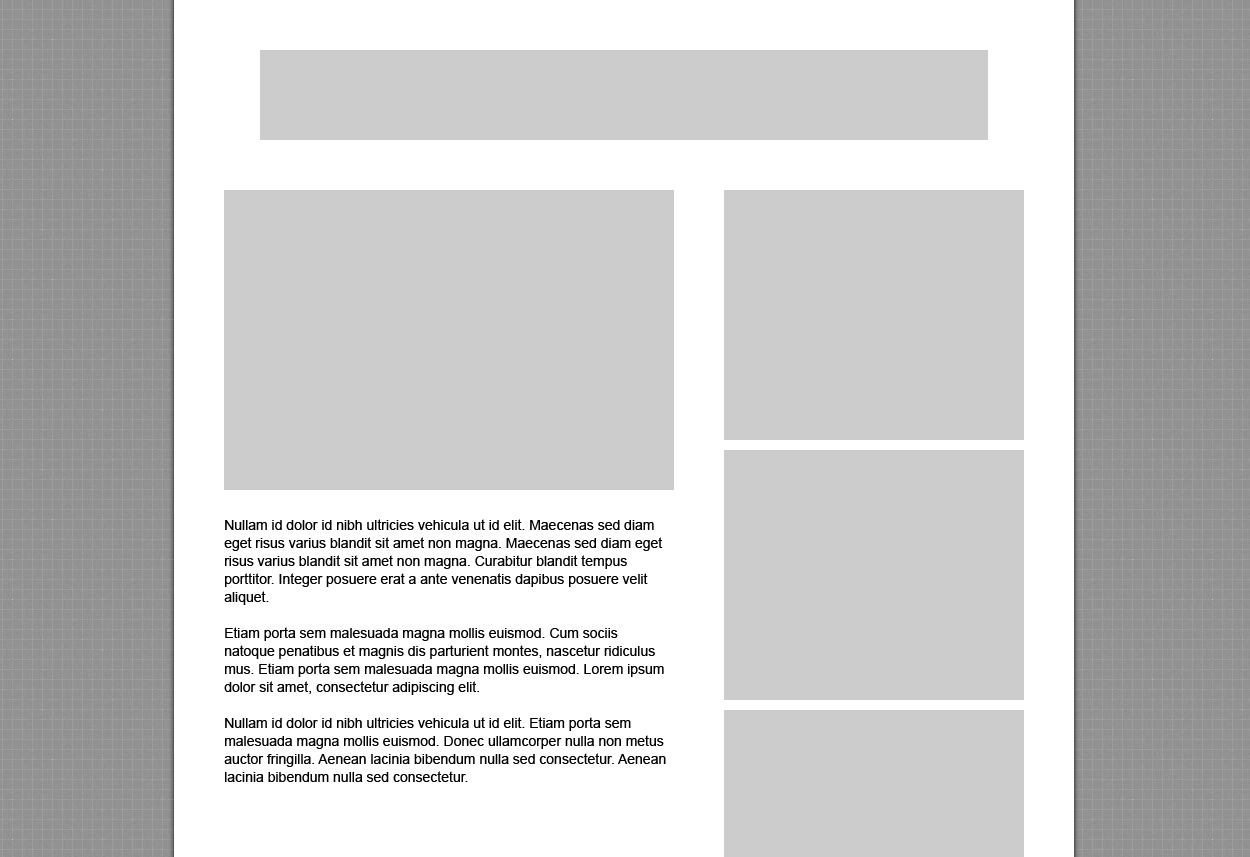 Nullam id dolor id nibh ultricies vehicula ut id elit. Maecenas sed diam
eget risus varius blandit sit amet non magna. Maecenas sed diam eget
risus varius blandit sit amet non magna. Curabitur blandit tempus
porttitor. Integer posuere erat a ante venenatis dapibus posuere velit
aliquet.
Etiam porta sem malesuada magna mollis euismod. Cum sociis
natoque penatibus et magnis dis parturient montes, nascetur ridiculus
mus. Etiam porta sem malesuada magna mollis euismod. Lorem ipsum
dolor sit amet, consectetur adipiscing elit.
Nullam id dolor id nibh ultricies vehicula ut id elit. Etiam porta sem
malesuada magna mollis euismod. Donec ullamcorper nulla non metus
auctor fringilla. Aenean lacinia bibendum nulla sed consectetur. Aenean
lacinia bibendum nulla sed consectetur.